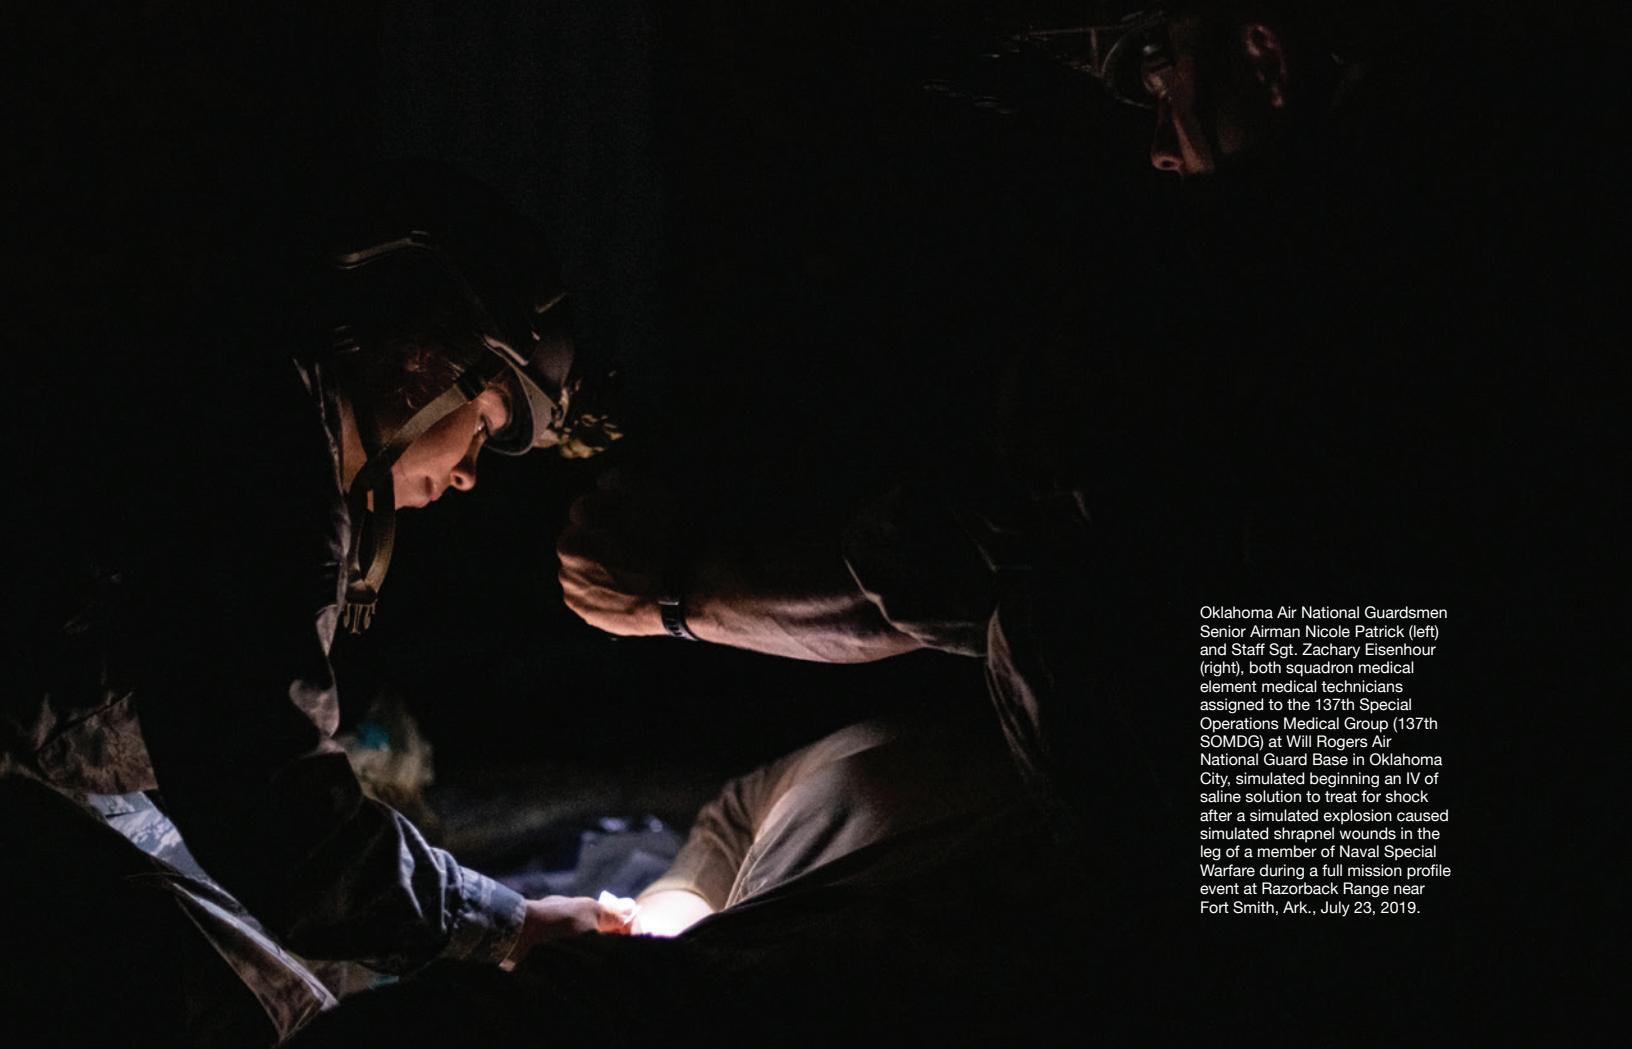 Oklahoma Air National Guardsmen
Senior Airman Nicole Patrick (left)
and Staff Sgt. Zachary Eisenhour
(right), both squadron medical
element medical technicians
assigned to the 137th Special
Operations Medical Group (137th
SOMDG) at Will Rogers Air
National Guard Base in Oklahoma
City, simulated beginning an IV of
saline solution to treat for shock
after a simulated explosion caused
simulated shrapnel wounds in the
leg of a member of Naval Special
Warfare during a full mission profile
event at Razorback Range near
Fort Smith, Ark., July 23, 2019.